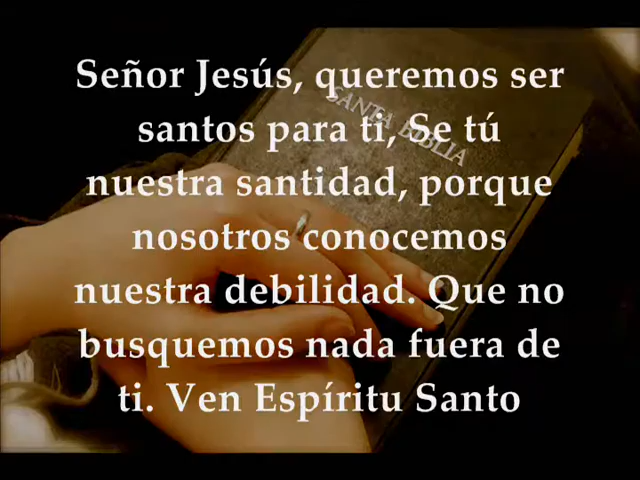 Señor Jesús, queremos ser
santos para ti, Se tú
nuestra santidad, porque
nosotros conocemos
nuestra debilidad. Que no
busquemos nada fuera de
ti. Ven Espíritu Santo
SANTA BIBLIA